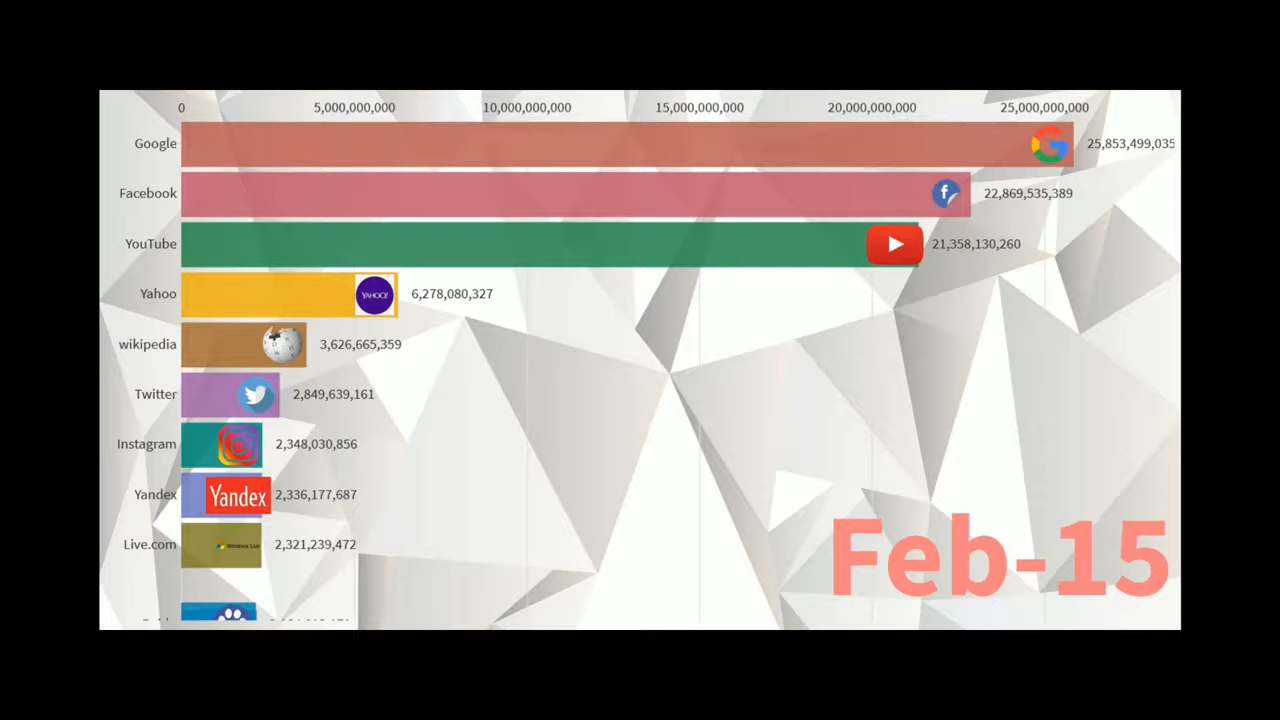 0 5,000,000,000 10,000,000,000 15,000,000,000 20,000,000,000 25,000,000,000
Google 25,853,499,035
Facebook 22,869,535,389
YouTube 21,358,130,260
Yahoo YAHOO! 6,278,080,327
wikipedia 3,626,665,359
Twitter 2,849,639,161
Instagram 2,348,030,856
Yandex Yandex 2,336,177,687
Live.com Windows Live 2,321,239,472
Feb-15